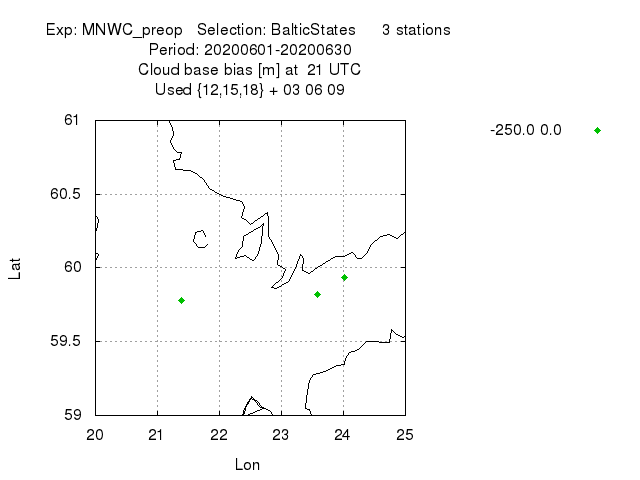 Exp: MNWC_preop   Selection: BalticStates      3 stations
Period: 20200601-20200630
Cloud base bias [m] at  21 UTC
Used {12,15,18} + 03 06 09
-250.0 0.0
61
60.5
60
59.5
59
Lat
20 21 22 23 24 25
Lon